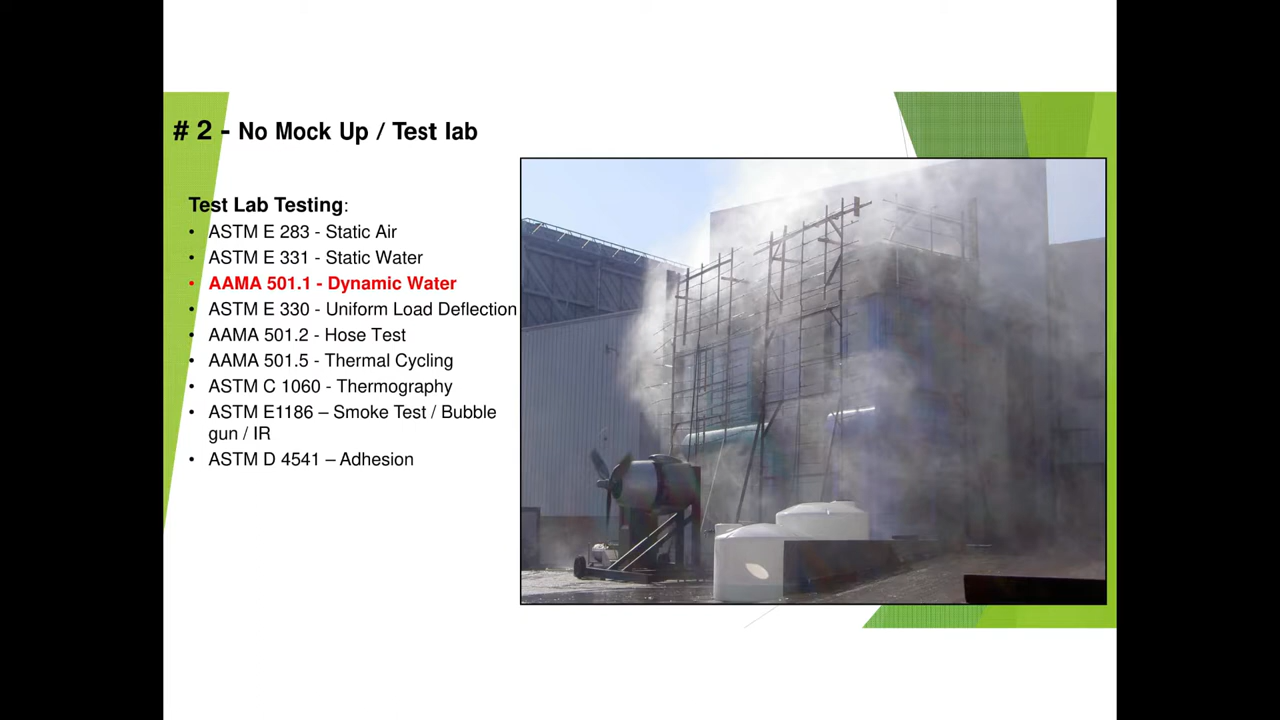 # 2 - No Mock Up / Test lab
Test Lab Testing:
• ASTM E 283 - Static Air
• ASTM E 331 - Static Water
• AAMA 501.1 - Dynamic Water
• ASTM E 330 - Uniform Load Deflection
• AAMA 501.2 - Hose Test
• AAMA 501.5 - Thermal Cycling
• ASTM C 1060 - Thermography
• ASTM E1186 – Smoke Test / Bubble
gun / IR
• ASTM D 4541 – Adhesion